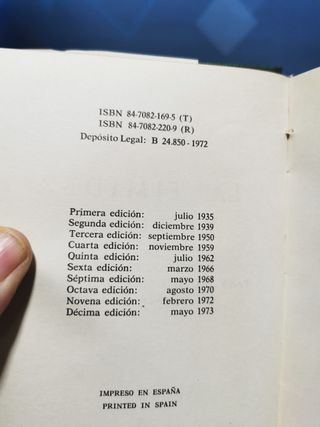 ISBN 84-7082-169-5 (T)
ISBN 84-7082-220-9 (R)
Depósito Legal: B 24.850 - 1972
Primera edición: julio 1935
Segunda edición: diciembre 1939
Tercera edición: septiembre 1950
Cuarta edición: noviembre 1959
Quinta edición: julio 1962
Sexta edición: marzo 1966
Séptima edición: mayo 1968
Octava edición: agosto 1970
Novena edición: febrero 1972
Décima edición: mayo 1973
IMPRESO EN ESPAÑA
PRINTED IN SPAIN